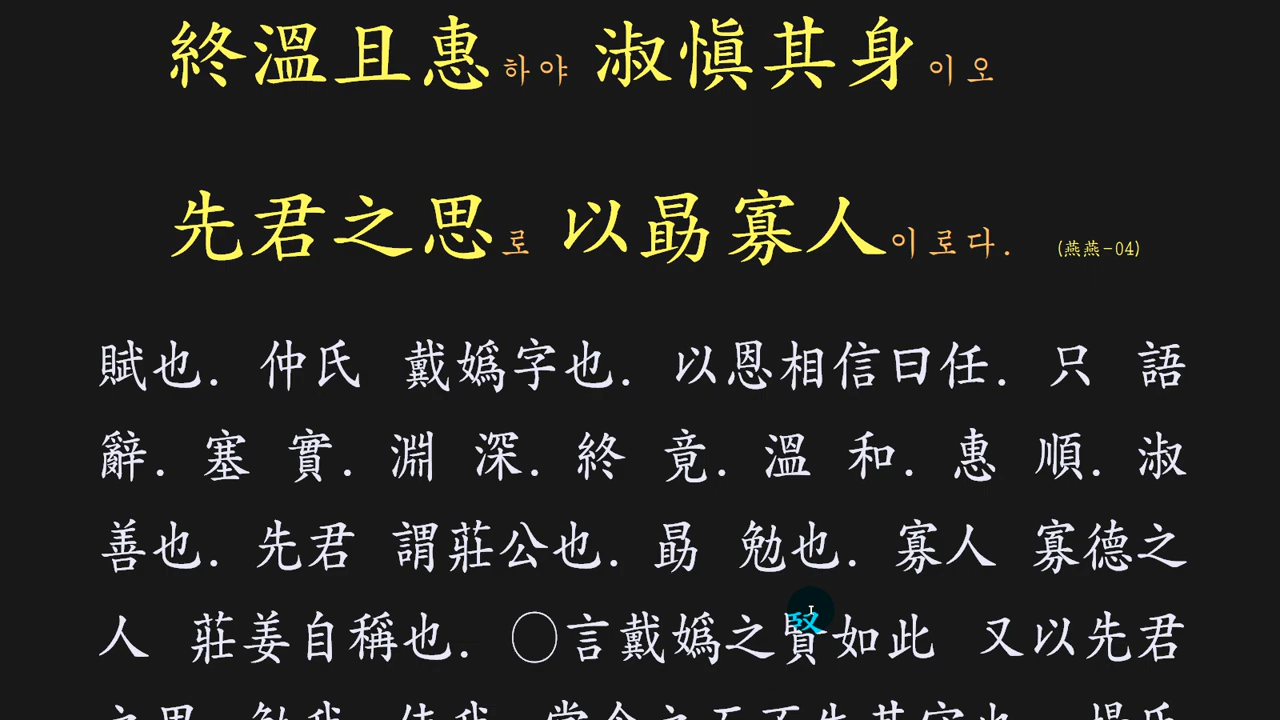 終溫且惠하야 淑愼其身이오
先君之思로 以勗寡人이로다. (燕燕-04)
賦也. 仲氏 戴嬀字也. 以恩相信曰任. 只 語
辭. 塞 實. 淵 深. 終 竟. 溫 和. 惠 順. 淑
善也. 先君 謂莊公也. 勗 勉也. 寡人 寡德之
人 莊姜自稱也. ○言戴嬀之賢如此 又以先君